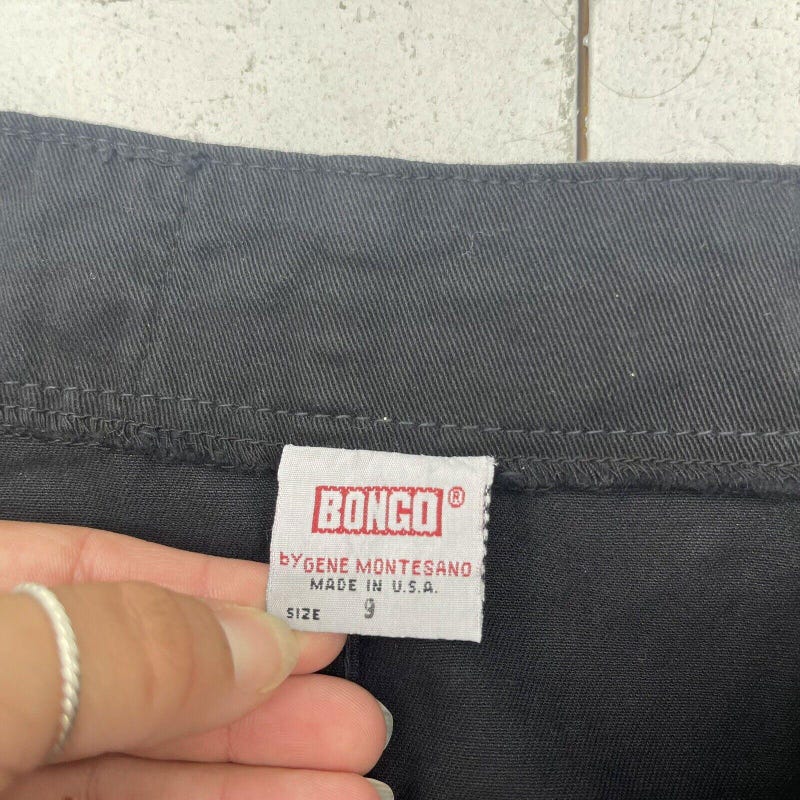 BONGO®
by GENE MONTESANO
MADE IN U.S.A.
SIZE 9